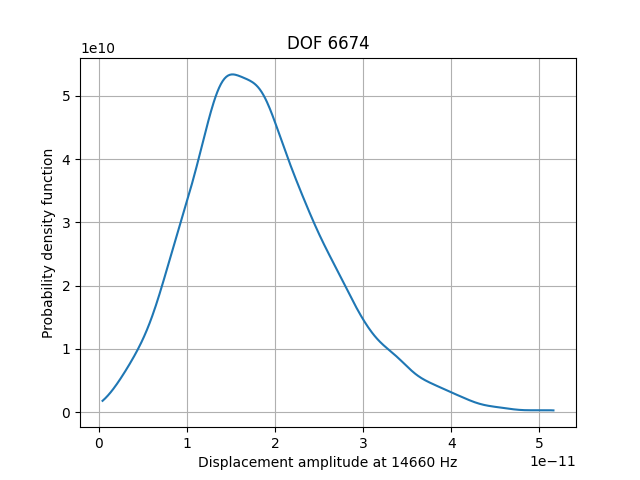 DOF 6674
1e10
5
4
3
2
1
0
Probability density function
0 1 2 3 4 5
Displacement amplitude at 14660 Hz
1e−11